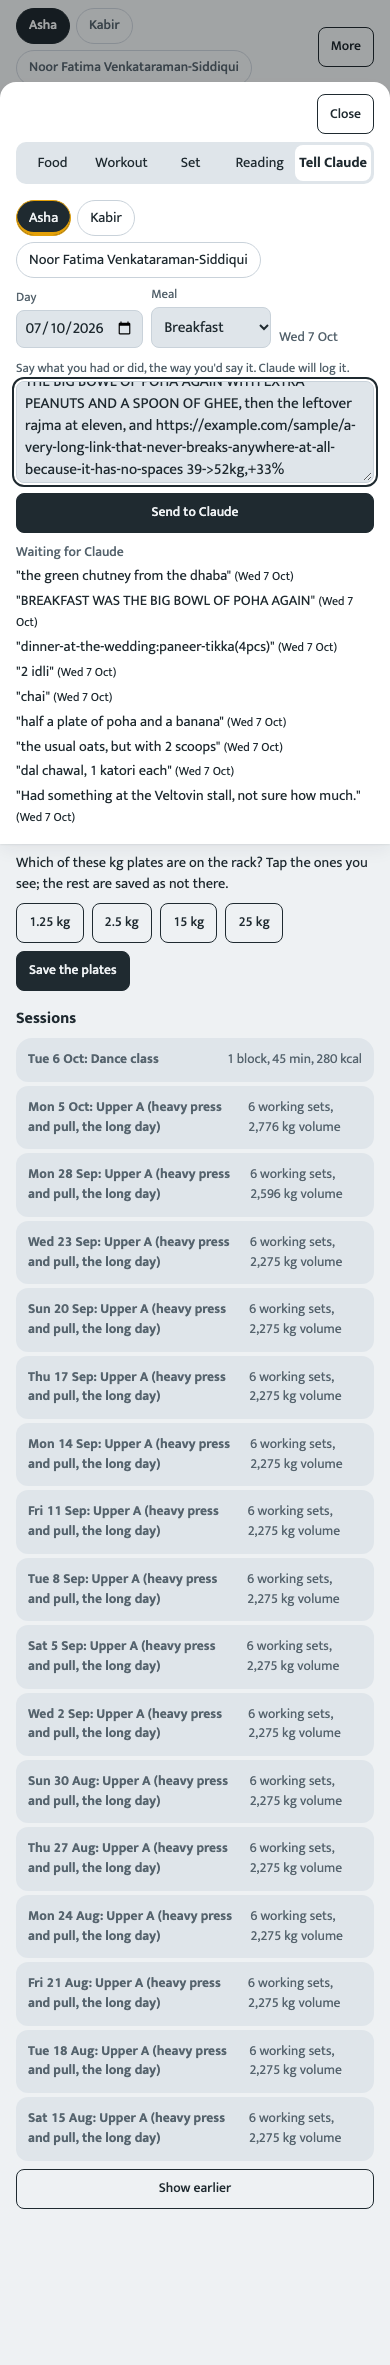 Asha
Kabir
Noor Fatima Venkataraman-Siddiqui
More
Close
Food Workout Set Reading Tell Claude
Asha
Kabir
Noor Fatima Venkataraman-Siddiqui
Day
Meal
07/10/2026
Breakfast
Wed 7 Oct
Say what you had or did, the way you'd say it. Claude will log it.
THE BIG BOWL OF POHA AGAIN WITH EXTRA
PEANUTS AND A SPOON OF GHEE, then the leftover
rajma at eleven, and https://example.com/sample/a-
very-long-link-that-never-breaks-anywhere-at-all-
because-it-has-no-spaces 39->52kg,+33%
Send to Claude
Waiting for Claude
"the green chutney from the dhaba" (Wed 7 Oct)
"BREAKFAST WAS THE BIG BOWL OF POHA AGAIN" (Wed 7
Oct)
"dinner-at-the-wedding:paneer-tikka(4pcs)" (Wed 7 Oct)
"2 idli" (Wed 7 Oct)
"chai" (Wed 7 Oct)
"half a plate of poha and a banana" (Wed 7 Oct)
"the usual oats, but with 2 scoops" (Wed 7 Oct)
"dal chawal, 1 katori each" (Wed 7 Oct)
"Had something at the Veltovin stall, not sure how much."
(Wed 7 Oct)
Which of these kg plates are on the rack? Tap the ones you
see; the rest are saved as not there.
1.25 kg
2.5 kg
15 kg
25 kg
Save the plates
Sessions
Tue 6 Oct: Dance class 1 block, 45 min, 280 kcal
Mon 5 Oct: Upper A (heavy press 6 working sets,
and pull, the long day) 2,776 kg volume
Mon 28 Sep: Upper A (heavy press 6 working sets,
and pull, the long day) 2,596 kg volume
Wed 23 Sep: Upper A (heavy press 6 working sets,
and pull, the long day) 2,275 kg volume
Sun 20 Sep: Upper A (heavy press 6 working sets,
and pull, the long day) 2,275 kg volume
Thu 17 Sep: Upper A (heavy press 6 working sets,
and pull, the long day) 2,275 kg volume
Mon 14 Sep: Upper A (heavy press 6 working sets,
and pull, the long day) 2,275 kg volume
Fri 11 Sep: Upper A (heavy press 6 working sets,
and pull, the long day) 2,275 kg volume
Tue 8 Sep: Upper A (heavy press 6 working sets,
and pull, the long day) 2,275 kg volume
Sat 5 Sep: Upper A (heavy press 6 working sets,
and pull, the long day) 2,275 kg volume
Wed 2 Sep: Upper A (heavy press 6 working sets,
and pull, the long day) 2,275 kg volume
Sun 30 Aug: Upper A (heavy press 6 working sets,
and pull, the long day) 2,275 kg volume
Thu 27 Aug: Upper A (heavy press 6 working sets,
and pull, the long day) 2,275 kg volume
Mon 24 Aug: Upper A (heavy press 6 working sets,
and pull, the long day) 2,275 kg volume
Fri 21 Aug: Upper A (heavy press 6 working sets,
and pull, the long day) 2,275 kg volume
Tue 18 Aug: Upper A (heavy press 6 working sets,
and pull, the long day) 2,275 kg volume
Sat 15 Aug: Upper A (heavy press 6 working sets,
and pull, the long day) 2,275 kg volume
Show earlier